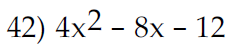 42) 4x2 – 8x – 12